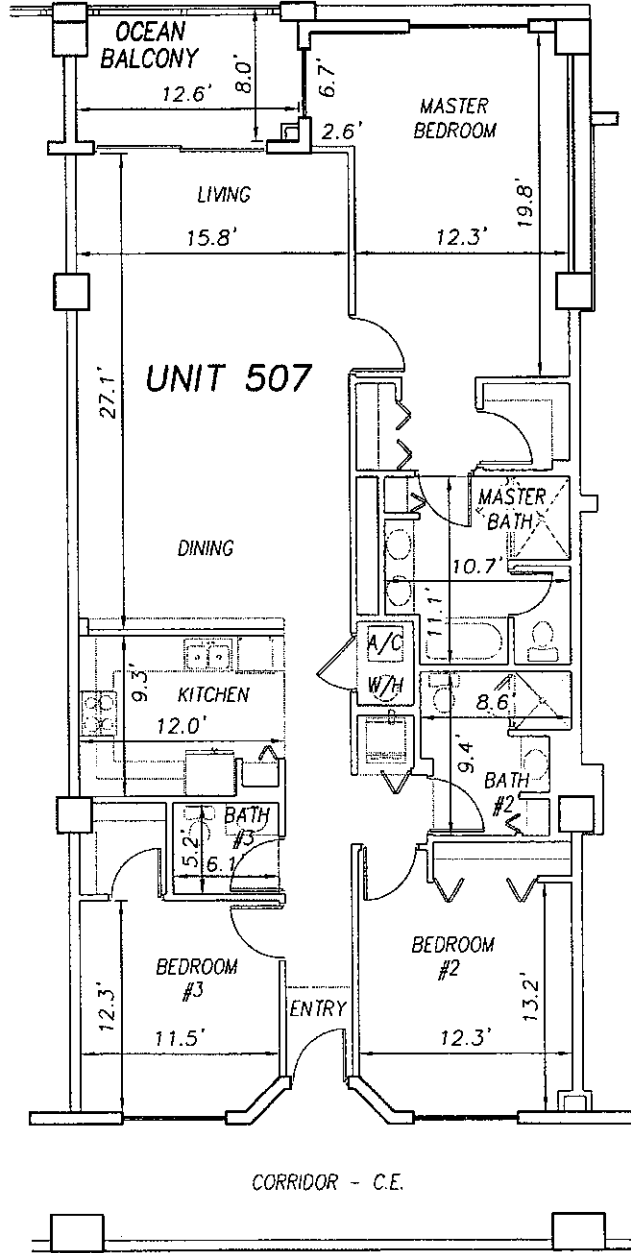 OCEAN
BALCONY
12.6'
8.0'
6.7'
2.6'
MASTER
BEDROOM
LIVING
15.8'
12.3'
19.8'
UNIT 507
27.1'
DINING
MASTER
BATH
10.7'
11.1'
A/C
W/H
9.3'
KITCHEN
12.0'
8.6'
9.4'
BATH
#2
BATH
#3
5.2'
6.1'
BEDROOM
#3
12.3'
11.5'
ENTRY
BEDROOM
#2
13.2'
12.3'
CORRIDOR - C.E.